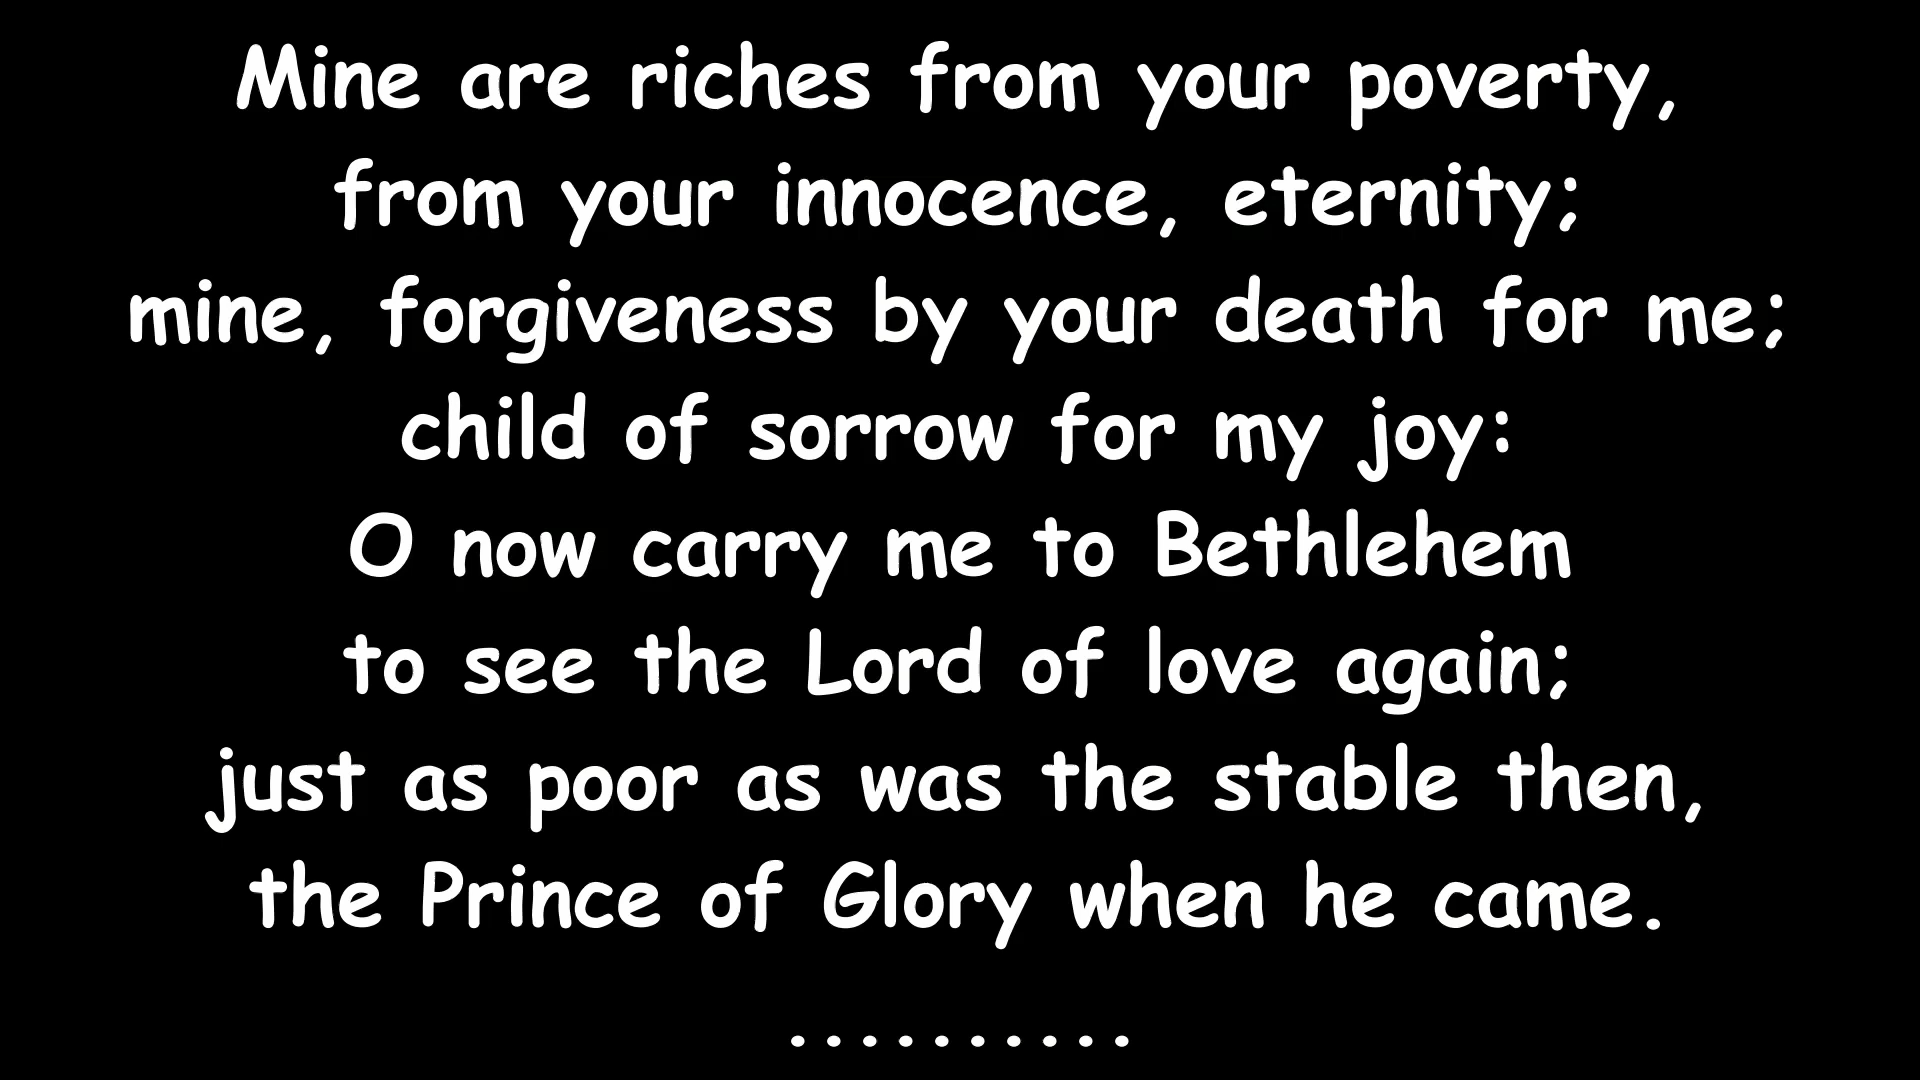 Mine are riches from your poverty,
from your innocence, eternity;
mine, forgiveness by your death for me;
child of sorrow for my joy:
O now carry me to Bethlehem
to see the Lord of love again;
just as poor as was the stable then,
the Prince of Glory when he came.
..........